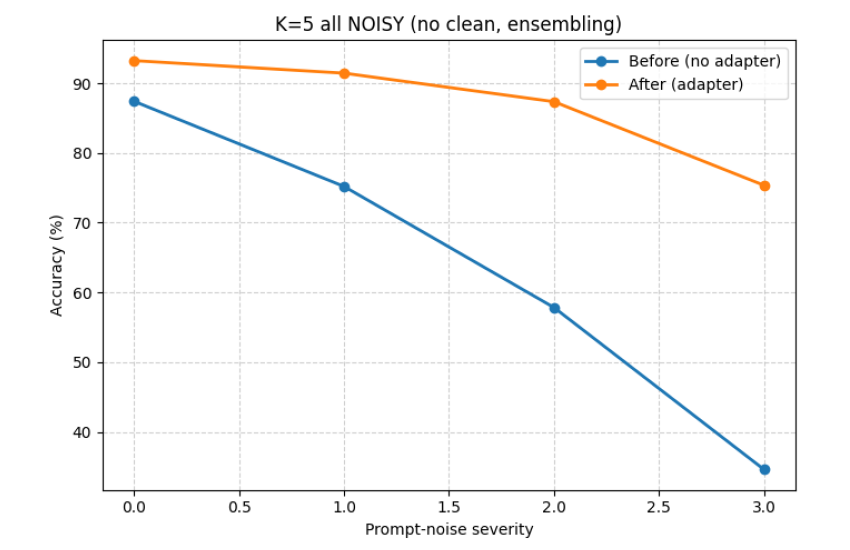 K=5 all NOISY (no clean, ensembling)
Before (no adapter)
After (adapter)
Accuracy (%)
90
80
70
60
50
40
0.0 0.5 1.0 1.5 2.0 2.5 3.0
Prompt-noise severity